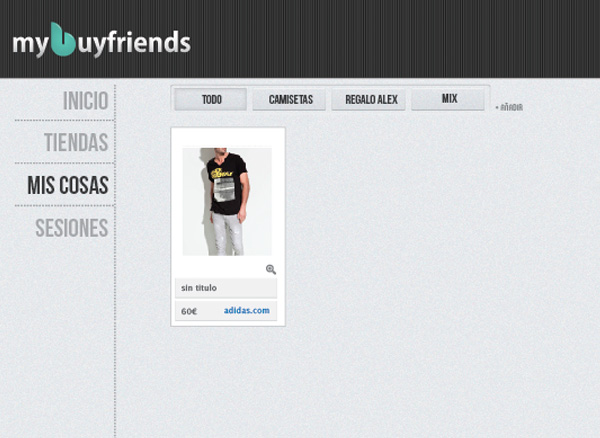 mybuyfriends
INICIO
TIENDAS
MIS COSAS
SESIONES
TODO CAMISETAS REGALO ALEX MIX + AÑADIR
sin titulo
60€ adidas.com